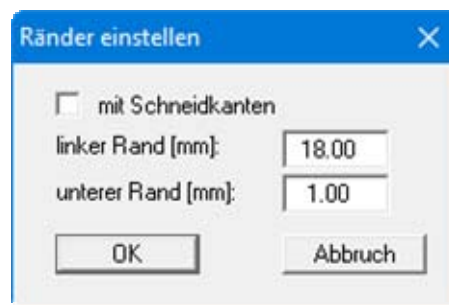 Ränder einstellen
mit Schneidkanten
linker Rand [mm]: 18.00
unterer Rand [mm]: 1.00
OK Abbruch